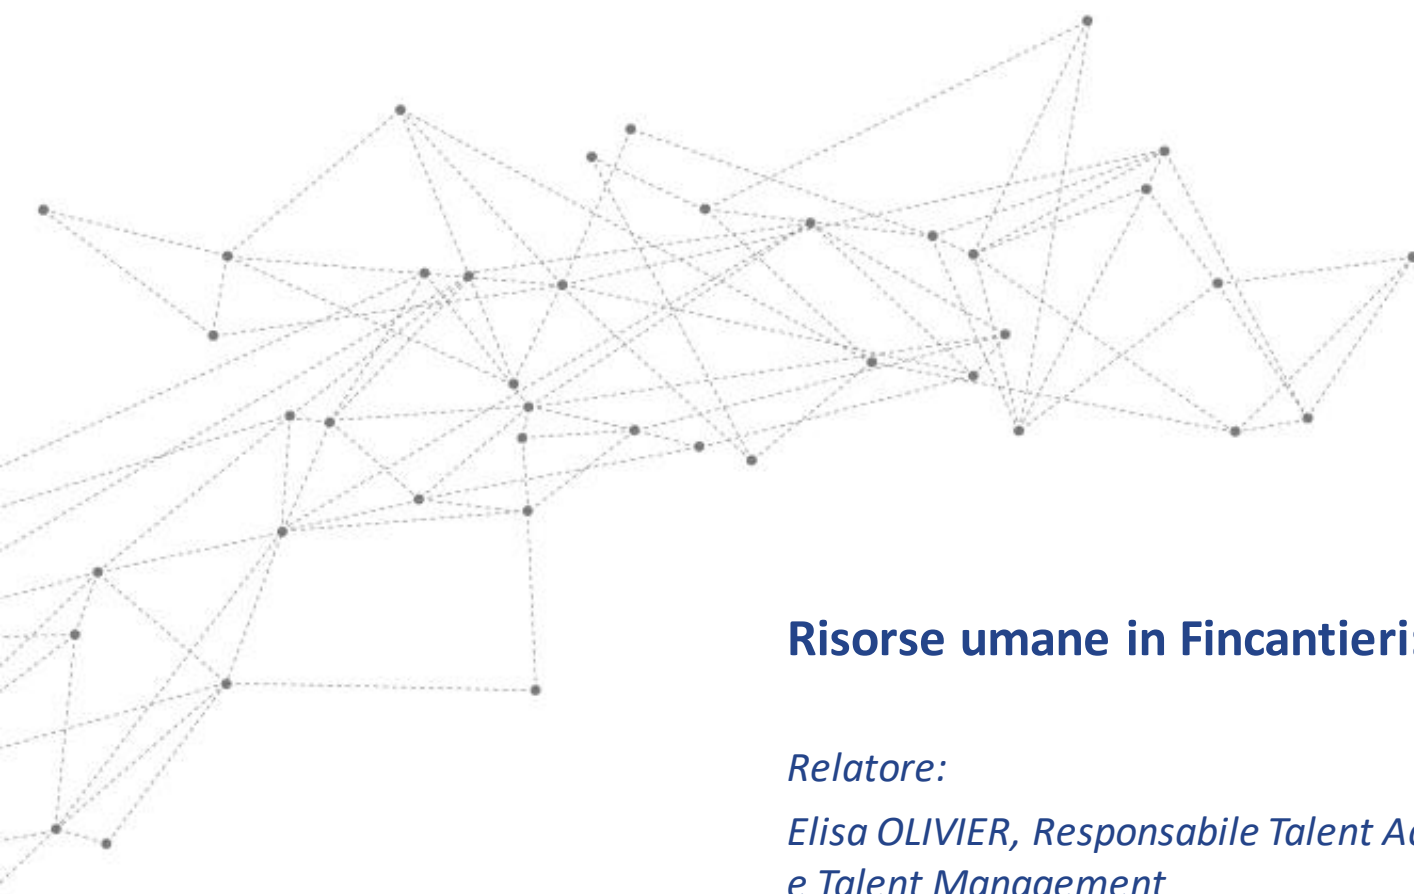 Risorse umane in Fincantieri:
Relatore:
Elisa OLIVIER, Responsabile Talent
e Talent Management